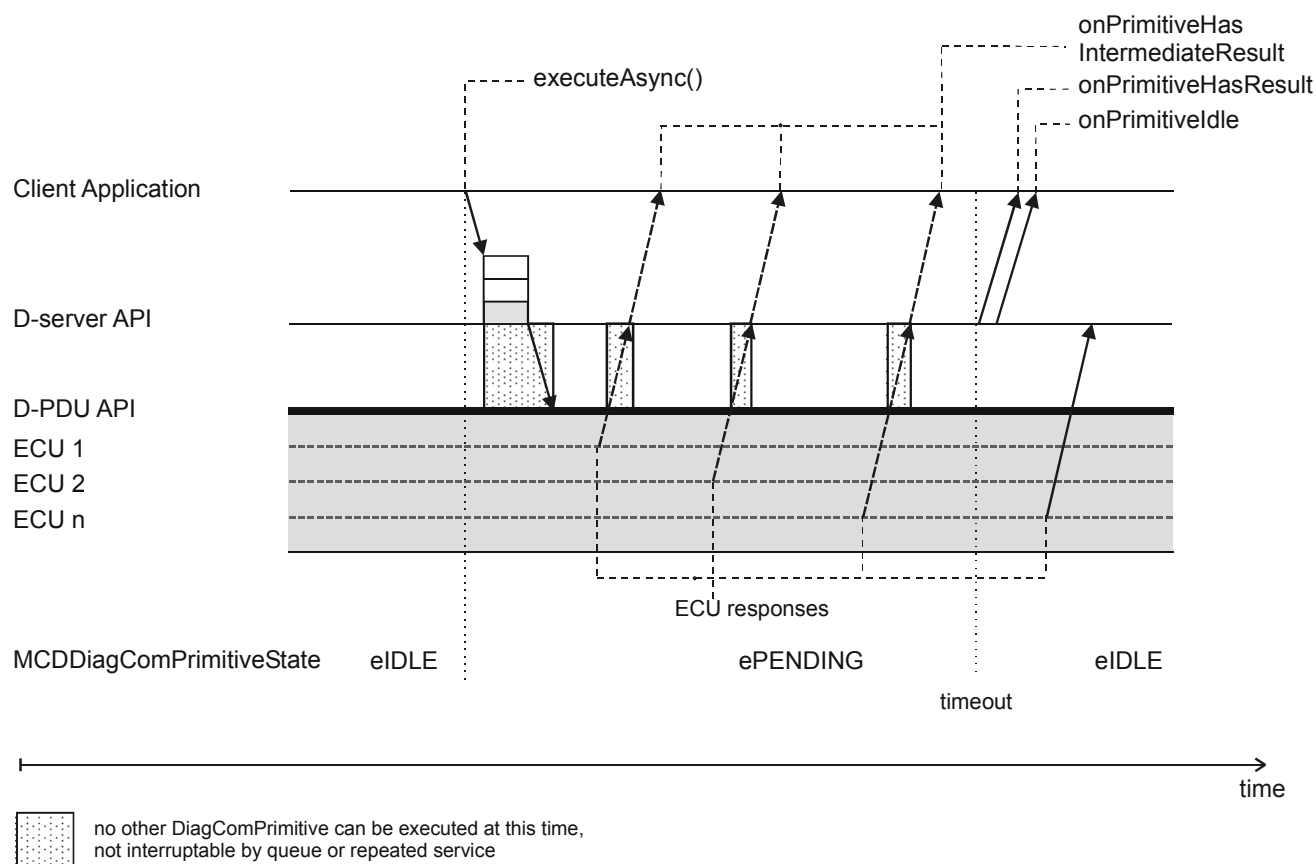 onPrimitiveHas
IntermediateResult
executeAsync()
onPrimitiveHasResult
onPrimitiveIdle
Client Application
D-server API
D-PDU API
ECU 1
ECU 2
ECU n
ECU responses
MCDDiagComPrimitiveState eIDLE ePENDING eIDLE
timeout
time
no other DiagComPrimitive can be executed at this time,
not interruptable by queue or repeated service